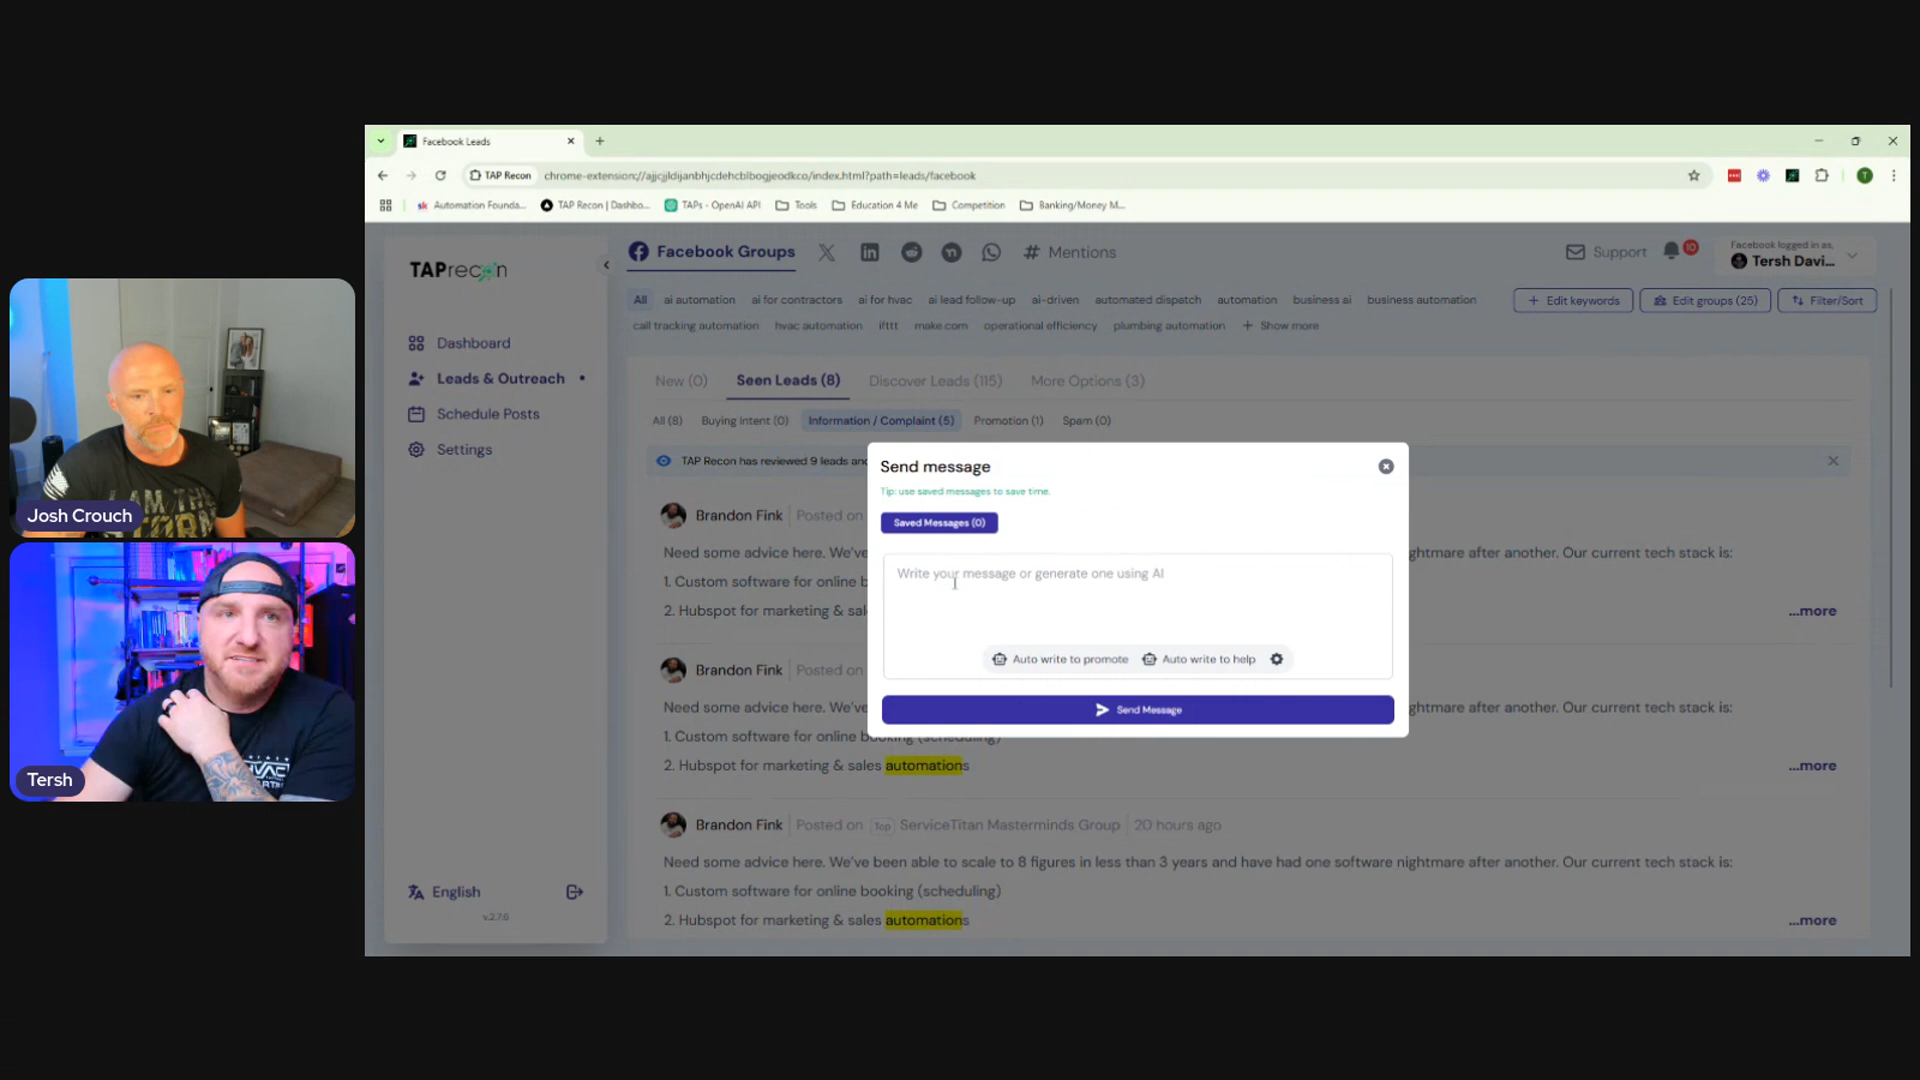 Facebook Leads
TAP Recon
chrome-extension://ajjcjjldijanbhjcdehcblbogjeodkco/index.html?path=leads/facebook
Automation Founda...
TAP Recon | Dashbo...
TAPs - OpenAI API
Tools
Education 4 Me
Competition
Banking/Money M...
TAPrecon
Facebook Groups
Mentions
Support
10
Facebook logged in as,
Tersh Davi...
All
ai automation
ai for contractors
ai for hvac
ai lead follow-up
ai-driven
automated dispatch
automation
business ai
business automation
Edit keywords
Edit groups (25)
Filter/Sort
call tracking automation
hvac automation
ifttt
make.com
operational efficiency
plumbing automation
Show more
Dashboard
Leads & Outreach
Schedule Posts
Settings
New (0)
Seen Leads (8)
Discover Leads (115)
More Options (3)
All (8)
Buying Intent (0)
Information / Complaint (5)
Promotion (1)
Spam (0)
TAP Recon has reviewed 9 leads and
Send message
Tip: use saved messages to save time.
Saved Messages (0)
Write your message or generate one using AI
Auto write to promote
Auto write to help
Send Message
Brandon Fink
Posted on
Need some advice here. We've
ghtmare after another. Our current tech stack is:
1. Custom software for online b
2. Hubspot for marketing & sal
...more
Brandon Fink
Posted on
Need some advice here. We've
ghtmare after another. Our current tech stack is:
1. Custom software for online booking (scheduling)
2. Hubspot for marketing & sales automations
...more
Brandon Fink
Posted on
Top
ServiceTitan Masterminds Group
20 hours ago
Need some advice here. We've been able to scale to 8 figures in less than 3 years and have had one software nightmare after another. Our current tech stack is:
1. Custom software for online booking (scheduling)
2. Hubspot for marketing & sales automations
...more
English
v.2.7.6
I AM THE
Josh Crouch
Tersh